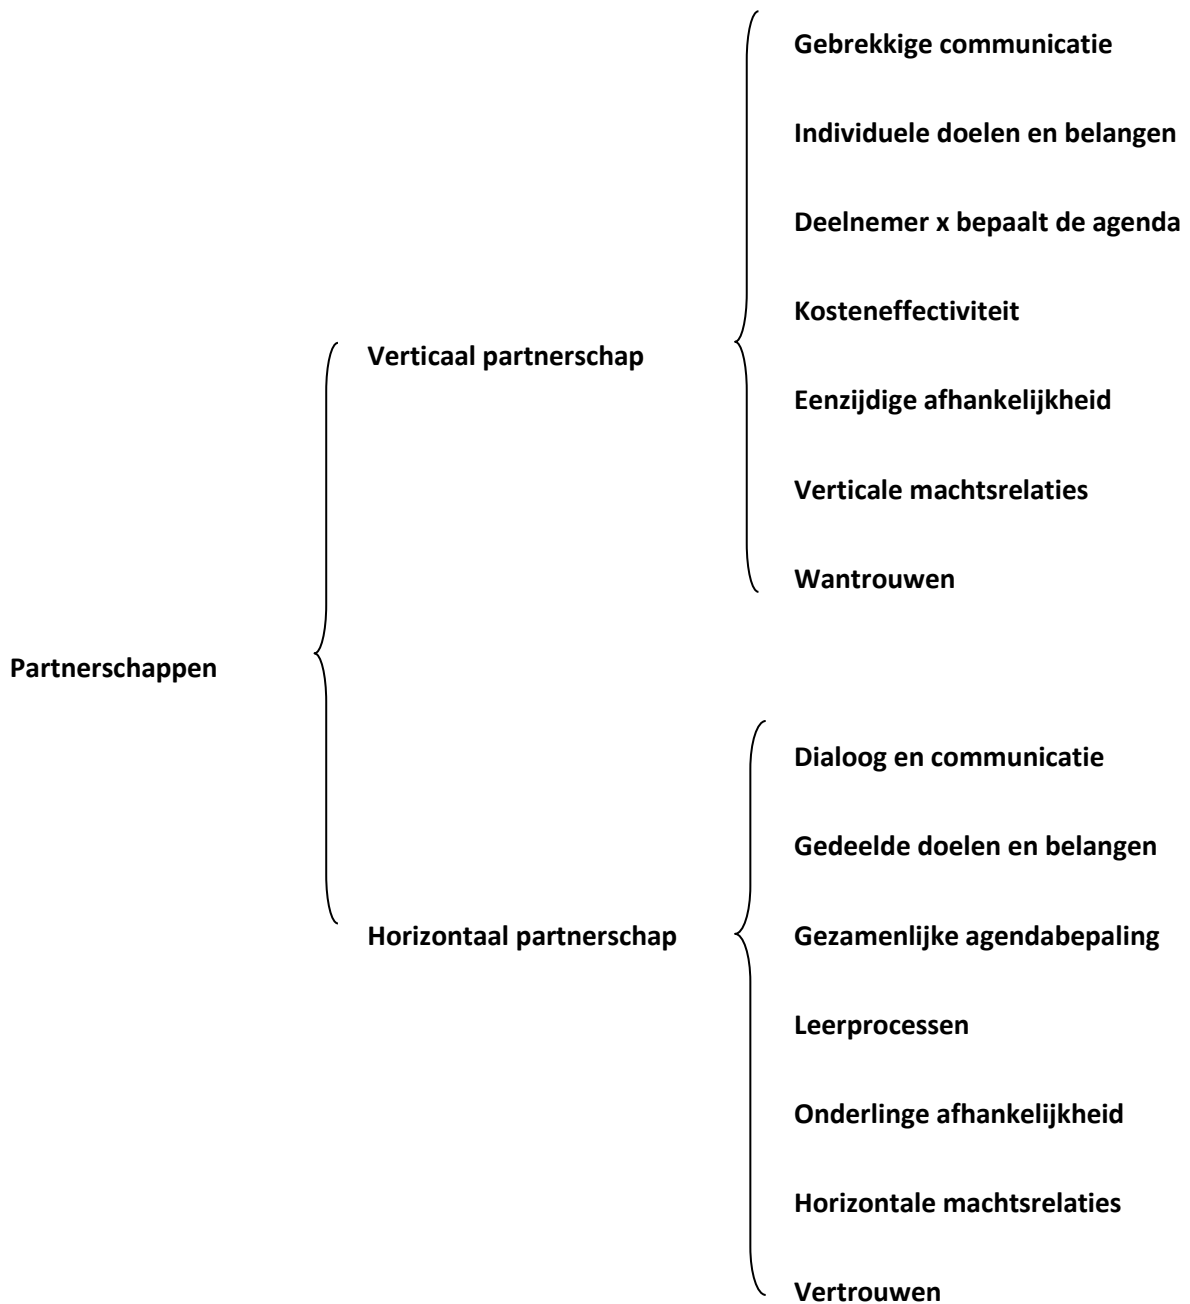 Gebrekkige communicatie
Individuele doelen en belangen
Deelnemer x bepaalt de agenda
Kosteneffectiviteit
Verticaal partnerschap
Eenzijdige afhankelijkheid
Verticale machtsrelaties
Wantrouwen
Partnerschappen
Dialoog en communicatie
Gedeelde doelen en belangen
Horizontaal partnerschap
Gezamenlijke agendabepaling
Leerprocessen
Onderlinge afhankelijkheid
Horizontale machtsrelaties
Vertrouwen